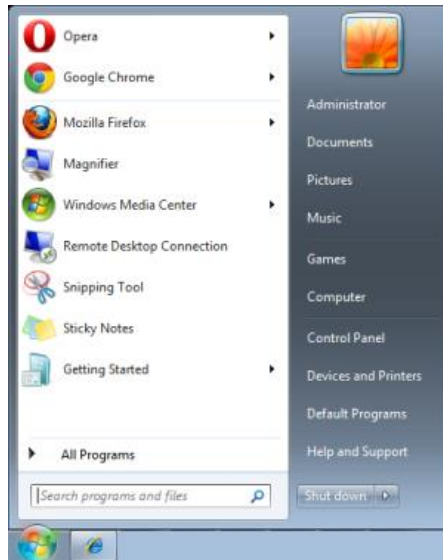 Opera
Google Chrome
Mozilla Firefox
Magnifier
Windows Media Center
Remote Desktop Connection
Snipping Tool
Sticky Notes
Getting Started
All Programs
Search programs and files
Administrator
Documents
Pictures
Music
Games
Computer
Control Panel
Devices and Printers
Default Programs
Help and Support
Shut down